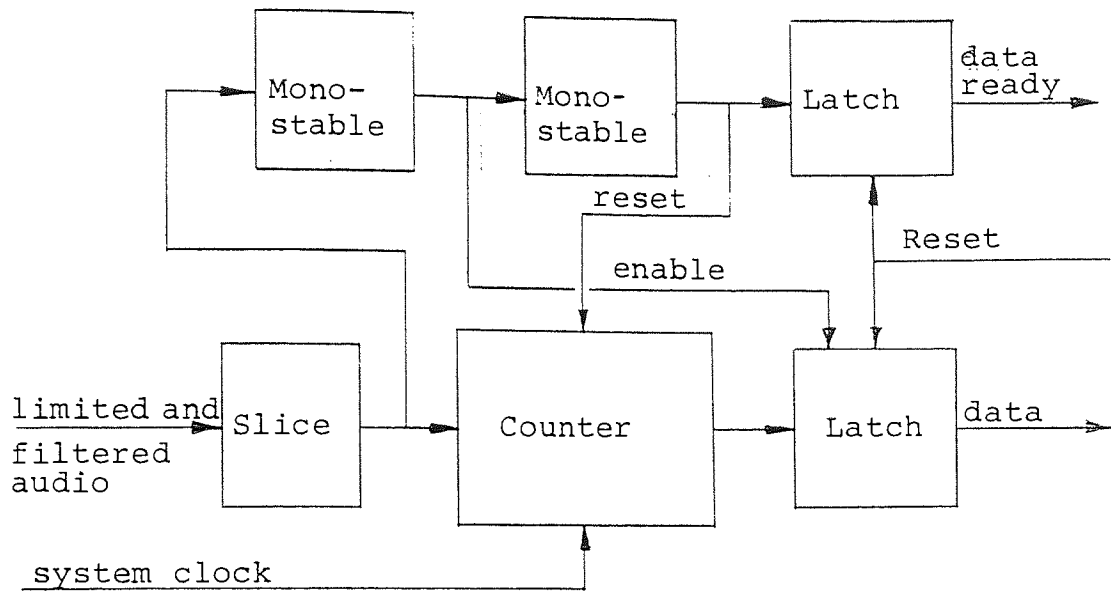 Mono-
stable
Mono-
stable
Latch
data
ready
reset
Reset
enable
limited and
filtered
audio
Slice
Counter
Latch
data
system clock